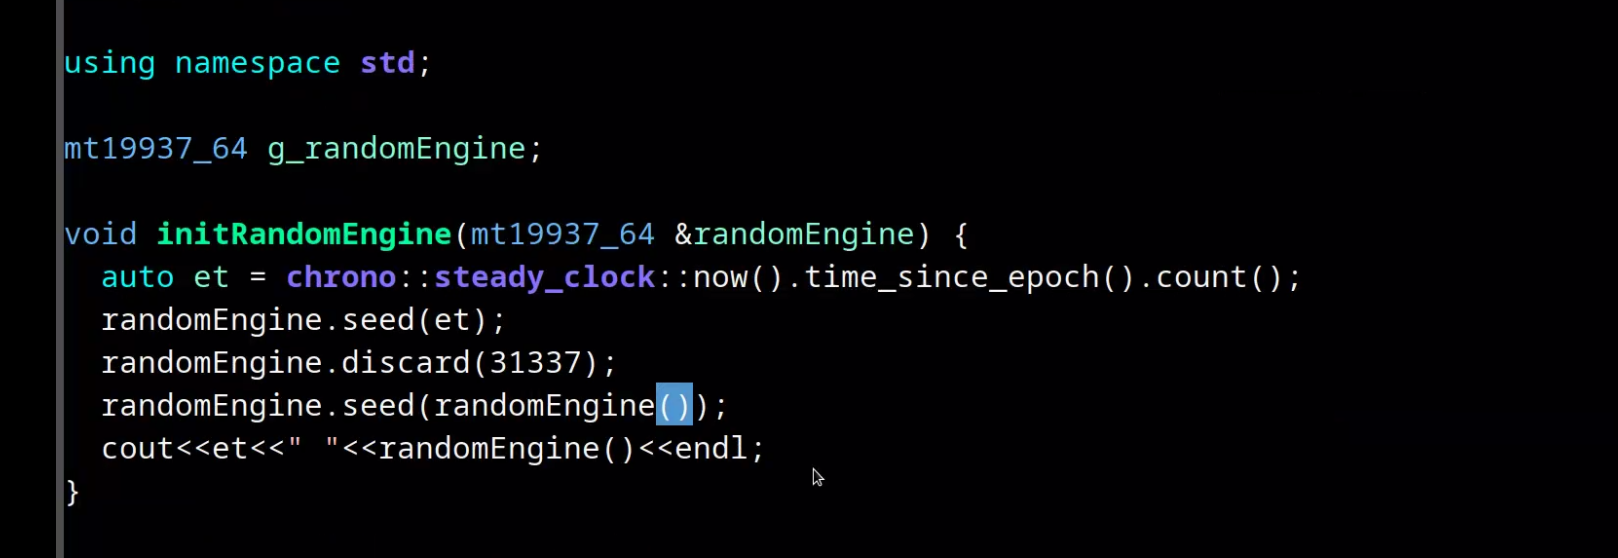 using namespace std;
mt19937_64 g_randomEngine;
void initRandomEngine(mt19937_64 &randomEngine) {
  auto et = chrono::steady_clock::now().time_since_epoch().count();
  randomEngine.seed(et);
  randomEngine.discard(31337);
  randomEngine.seed(randomEngine());
  cout<<et<<" "<<randomEngine()<<endl;
}